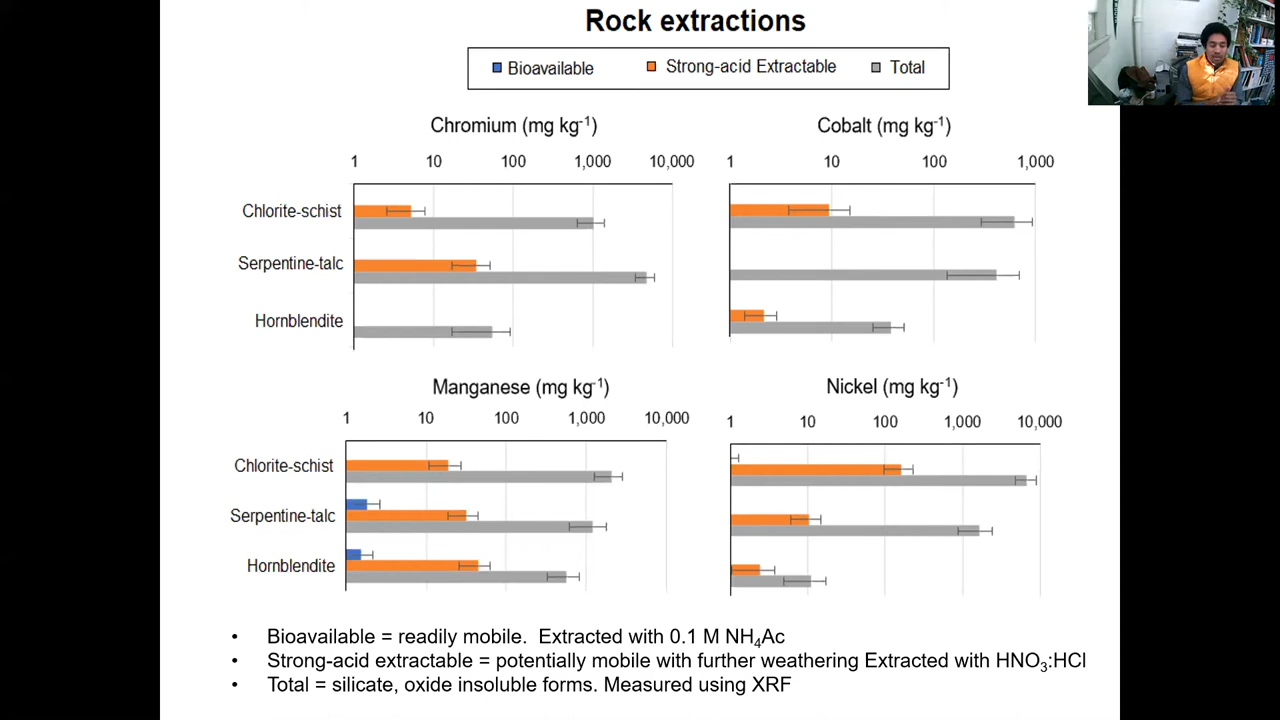 Rock extractions
Bioavailable Strong-acid Extractable Total
Chromium (mg kg⁻¹)
1 10 100 1,000 10,000
Chlorite-schist
Serpentine-talc
Hornblendite
Cobalt (mg kg⁻¹)
1 10 100 1,000
Manganese (mg kg⁻¹)
1 10 100 1,000 10,000
Chlorite-schist
Serpentine-talc
Hornblendite
Nickel (mg kg⁻¹)
1 10 100 1,000 10,000
• Bioavailable = readily mobile. Extracted with 0.1 M NH₄Ac
• Strong-acid extractable = potentially mobile with further weathering Extracted with HNO₃:HCl
• Total = silicate, oxide insoluble forms. Measured using XRF